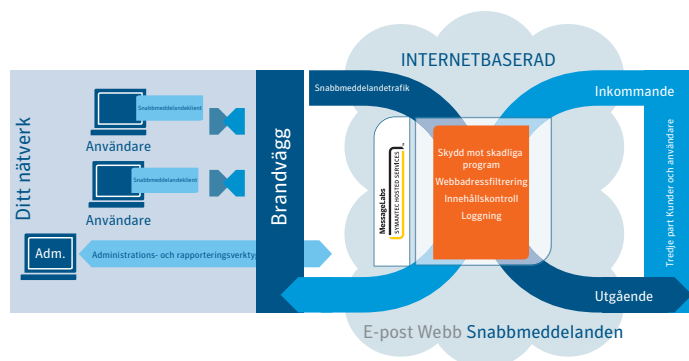 INTERNETBASERAD
Ditt nätverk
Snabbmeddelandeklient
Användare
Snabbmeddelandeklient
Användare
Adm.
Administrations- och rapporteringsverktyg
Brandvägg
Snabbmeddelandetrafik
MessageLabs
SYMANTEC HOSTED SERVICES
Skydd mot skadliga
program
Webbadressfiltrering
Innehållskontroll
Loggning
Inkommande
Tredje part Kunder och användare
Utgående
E-post Webb Snabbmeddelanden